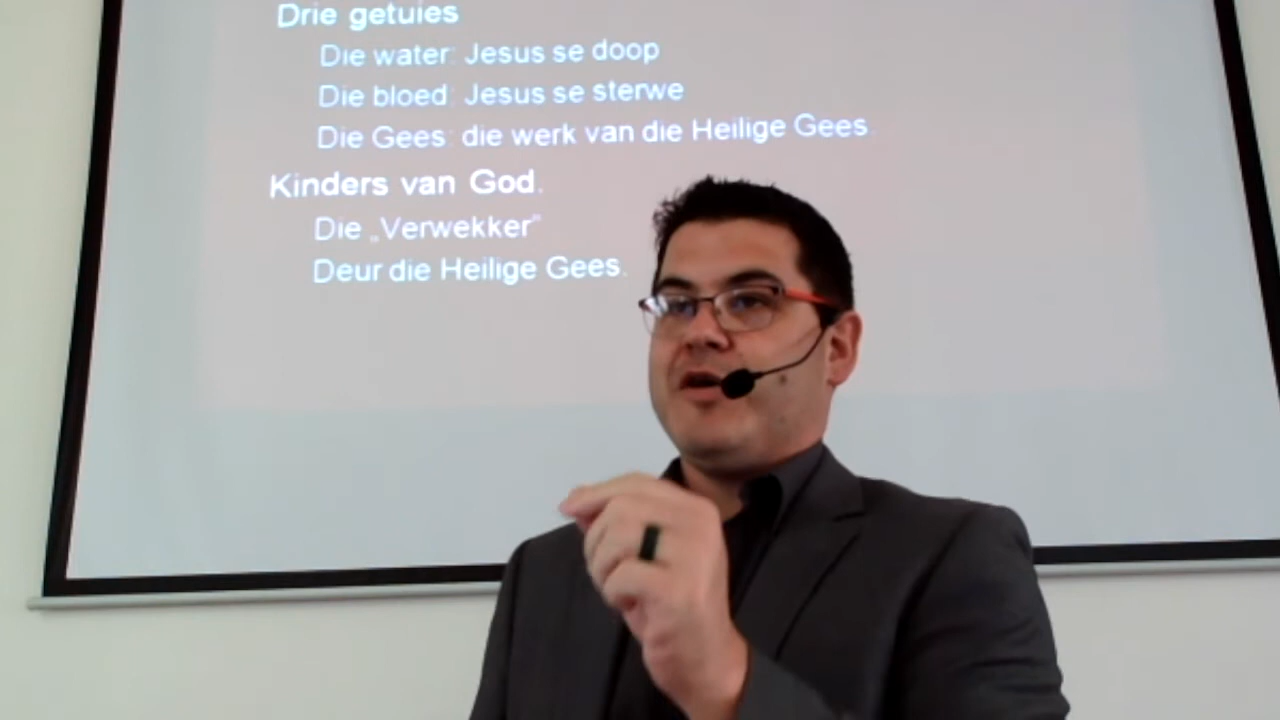 Drie getuies
Die water: Jesus se doop
Die bloed: Jesus se sterwe
Die Gees: die werk van die Heilige Gees.
Kinders van God.
Die „Verwekker”
Deur die Heilige Gees.